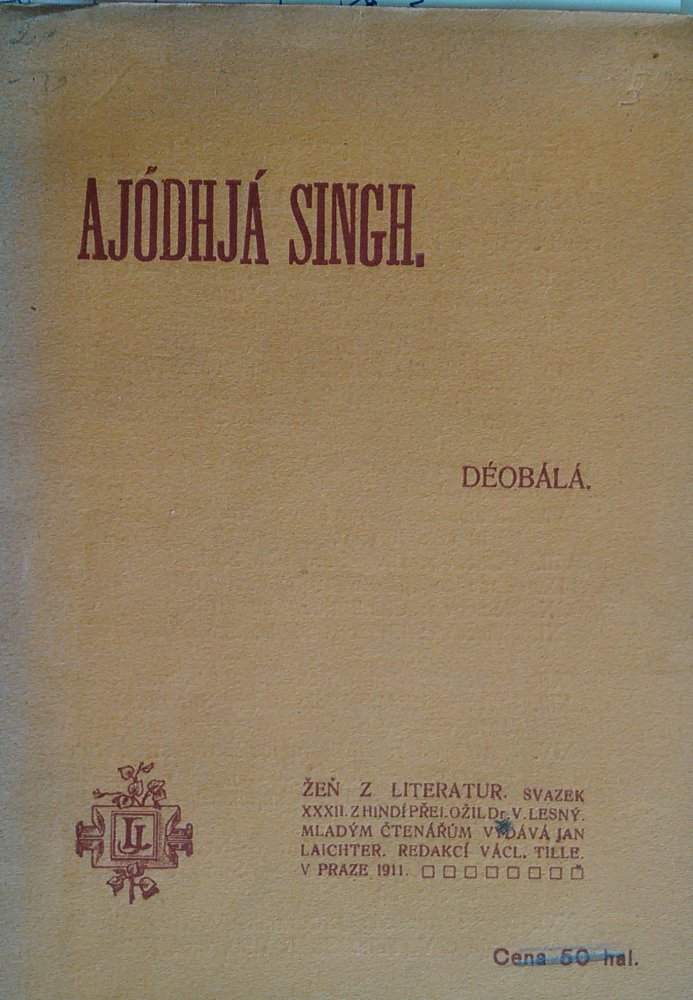 AJÓDHJÁ SINGH.
DÉOBÁLÁ.
JL
ŽEŇ Z LITERATUR. SVAZEK
XXXII. Z HINDÍ PŘELOŽIL Dr. V. LESNÝ.
MLADÝM ČTENÁŘŮM VYDÁVÁ JAN
LAICHTER. REDAKCÍ VÁCL. TILLE.
V PRAZE 1911.
Cena 50 hal.